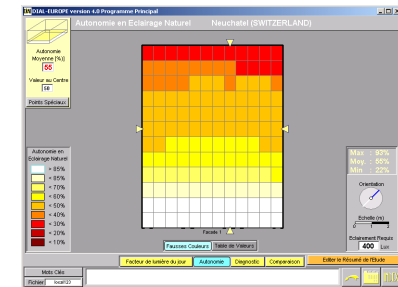 DIAL-EUROPE version 4.0 Programme Principal
Autonomie en Eclairage Naturel Neuchatel (SWITZERLAND)
Autonomie
Moyenne [%]
55
Valeur au Centre
58
Points Spéciaux
Autonomie en
Eclairage Naturel
> 85%
< 85%
< 70%
< 60%
< 50%
< 40%
< 30%
< 20%
< 10%
Max : 83%
Moy. : 55%
Min : 22%
Orientation
Echelle (m)
Eclairement Requis
400 Lux
Facade 1
Fausses Couleurs Table de Valeurs
Facteur de lumière du jour Autonomie Diagnostic Comparaison Editer le Résumé de l'Etude
Mots Clés
Fichier local123